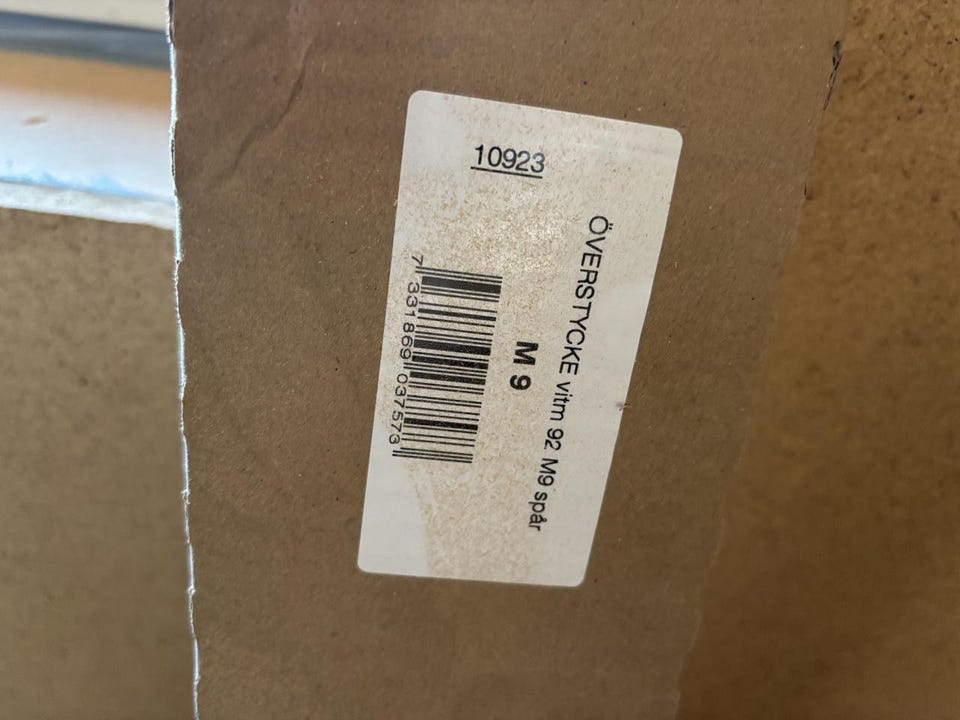 10923
ÖVERSTYCKE vitm 92 M9 spår
M 9
7 331869 037573